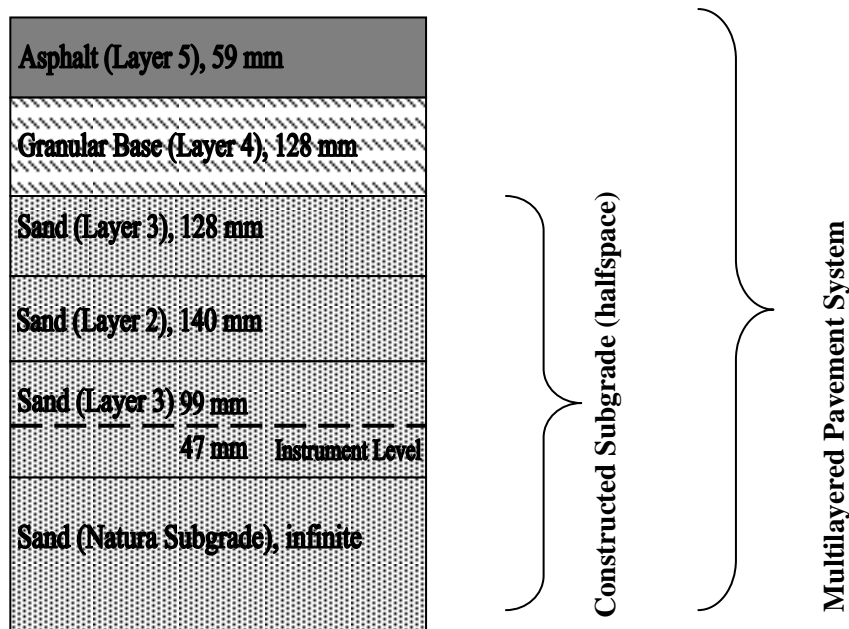 Asphalt (Layer 5), 59 mm
Granular Base (Layer 4), 128 mm
Sand (Layer 3), 128 mm
Sand (Layer 2), 140 mm
Sand (Layer 3) 99 mm
47 mm Instrument Level
Sand (Natura Subgrade), infinite
Constructed Subgrade (halfspace)
Multilayered Pavement System